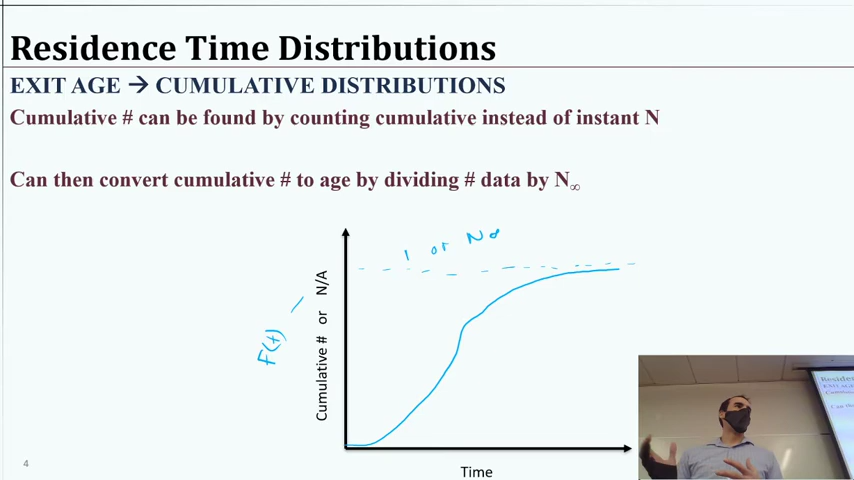 Residence Time Distributions
EXIT AGE → CUMULATIVE DISTRIBUTIONS
Cumulative # can be found by counting cumulative instead of instant N
Can then convert cumulative # to age by dividing # data by N∞
1 or N∞
F(t)
Cumulative # or N/A
Time
4